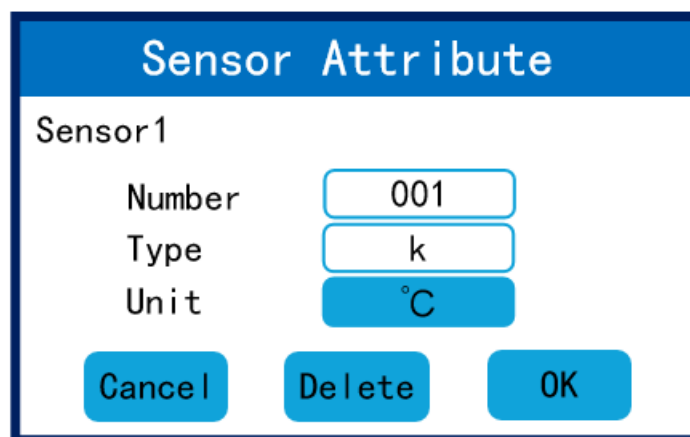 Sensor Attribute
Sensor1
Number 001
Type k
Unit ℃
Cancel Delete OK